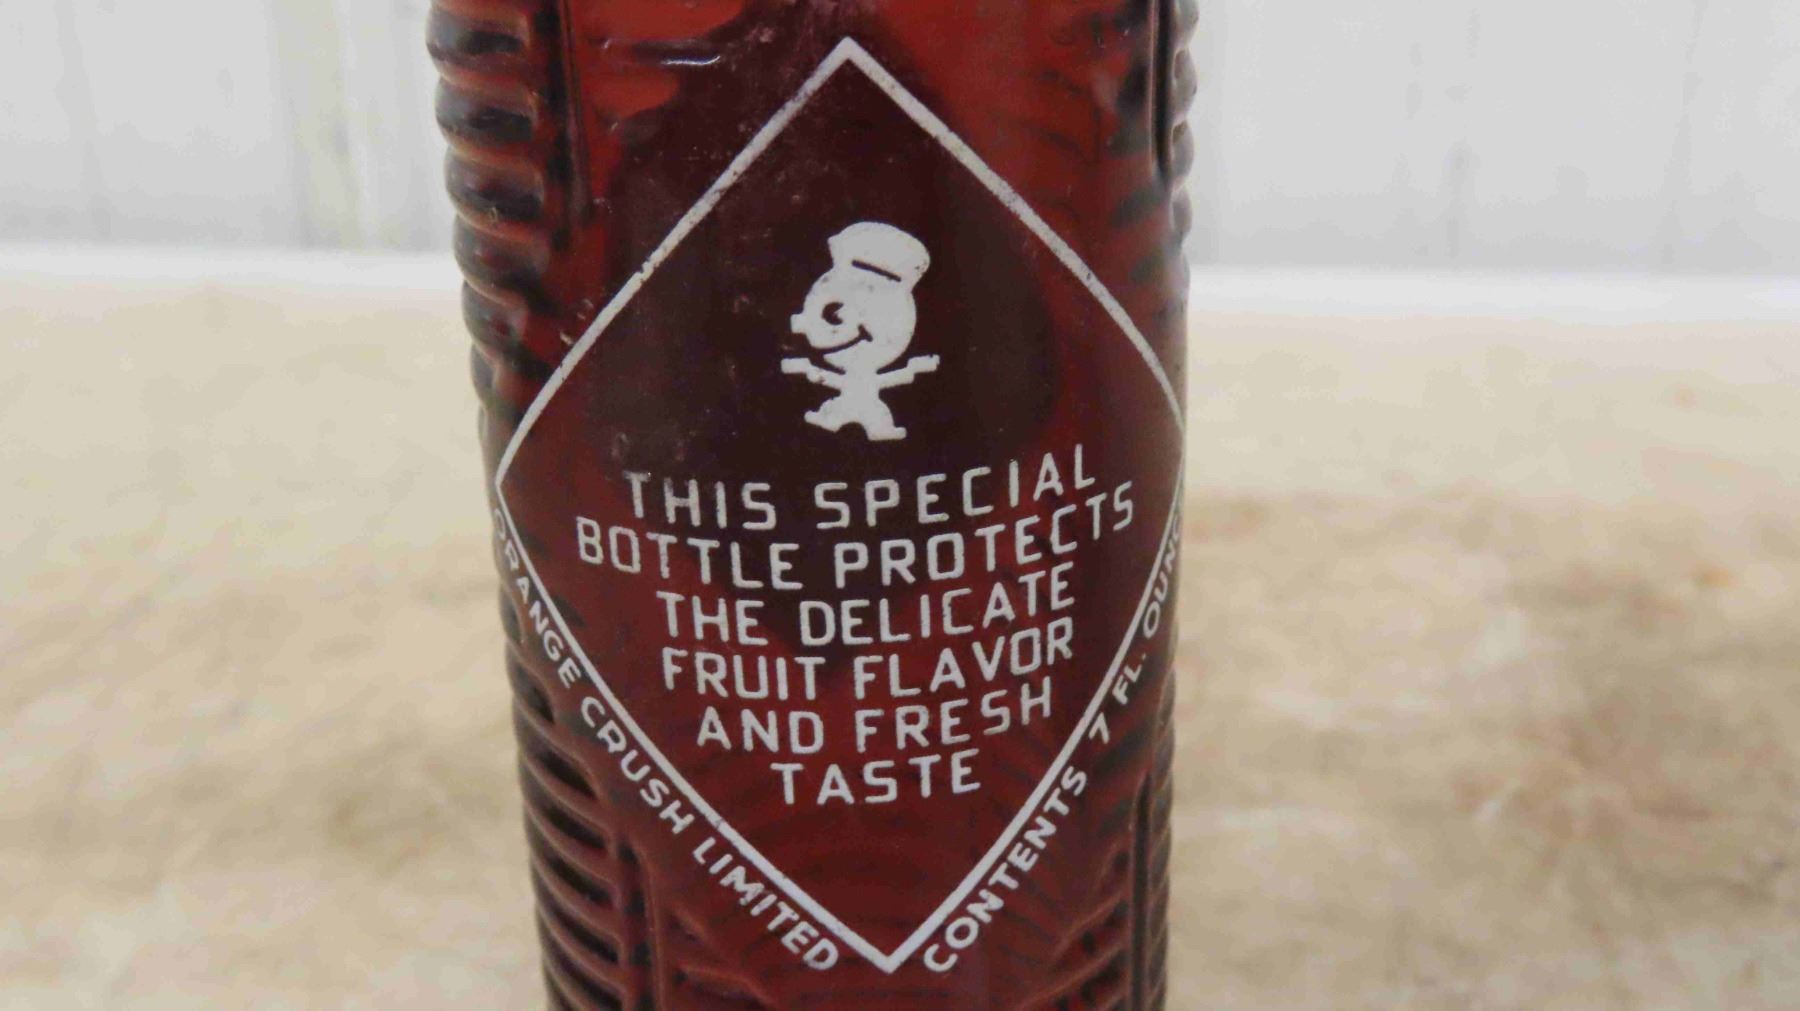 THIS SPECIAL
BOTTLE PROTECTS
THE DELICATE
FRUIT FLAVOR
AND FRESH
TASTE
ORANGE CRUSH LIMITED
CONTENTS 7 FL.